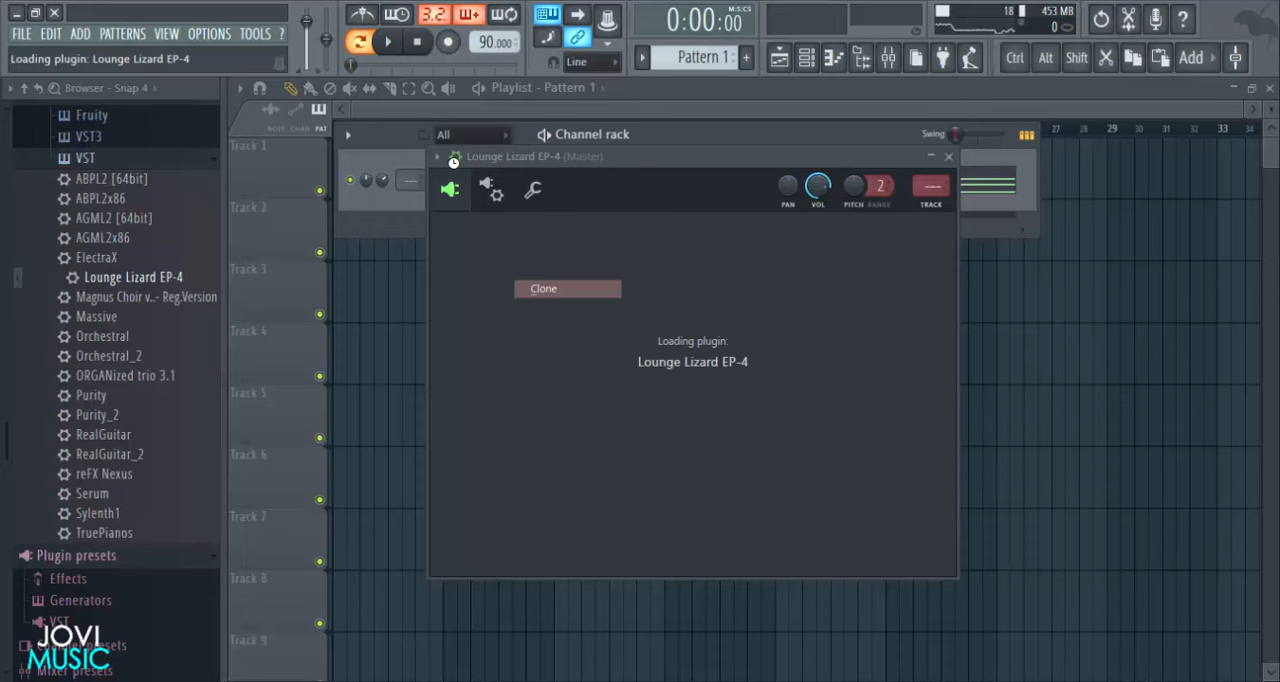 FILE EDIT ADD PATTERNS VIEW OPTIONS TOOLS ?
Loading plugin: Lounge Lizard EP-4
3.2.
90.000
0:00:00
M:S:CS
Line
Pattern 1
18
453 MB
0
Ctrl Alt Shift Add
Browser - Snap 4
Playlist - Pattern 1
NOTE CHAN PAT
27 28 29 30 31 32 33 34
Fruity
VST3
VST
ABPL2 [64bit]
ABPL2x86
AGML2 [64bit]
AGML2x86
ElectraX
Lounge Lizard EP-4
Magnus Choir v..- Reg.Version
Massive
Orchestral
Orchestral_2
ORGANized trio 3.1
Purity
Purity_2
RealGuitar
RealGuitar_2
reFX Nexus
Serum
Sylenth1
TruePianos
Plugin presets
Effects
Generators
VST
Mixer presets
JOVI
MUSIC
Track 1
Track 2
Track 3
Track 4
Track 5
Track 6
Track 7
Track 8
Track 9
All
Channel rack
Swing
Lounge Lizard EP-4 (Master)
PAN VOL PITCH RANGE TRACK
2
---
Clone
Loading plugin:
Lounge Lizard EP-4